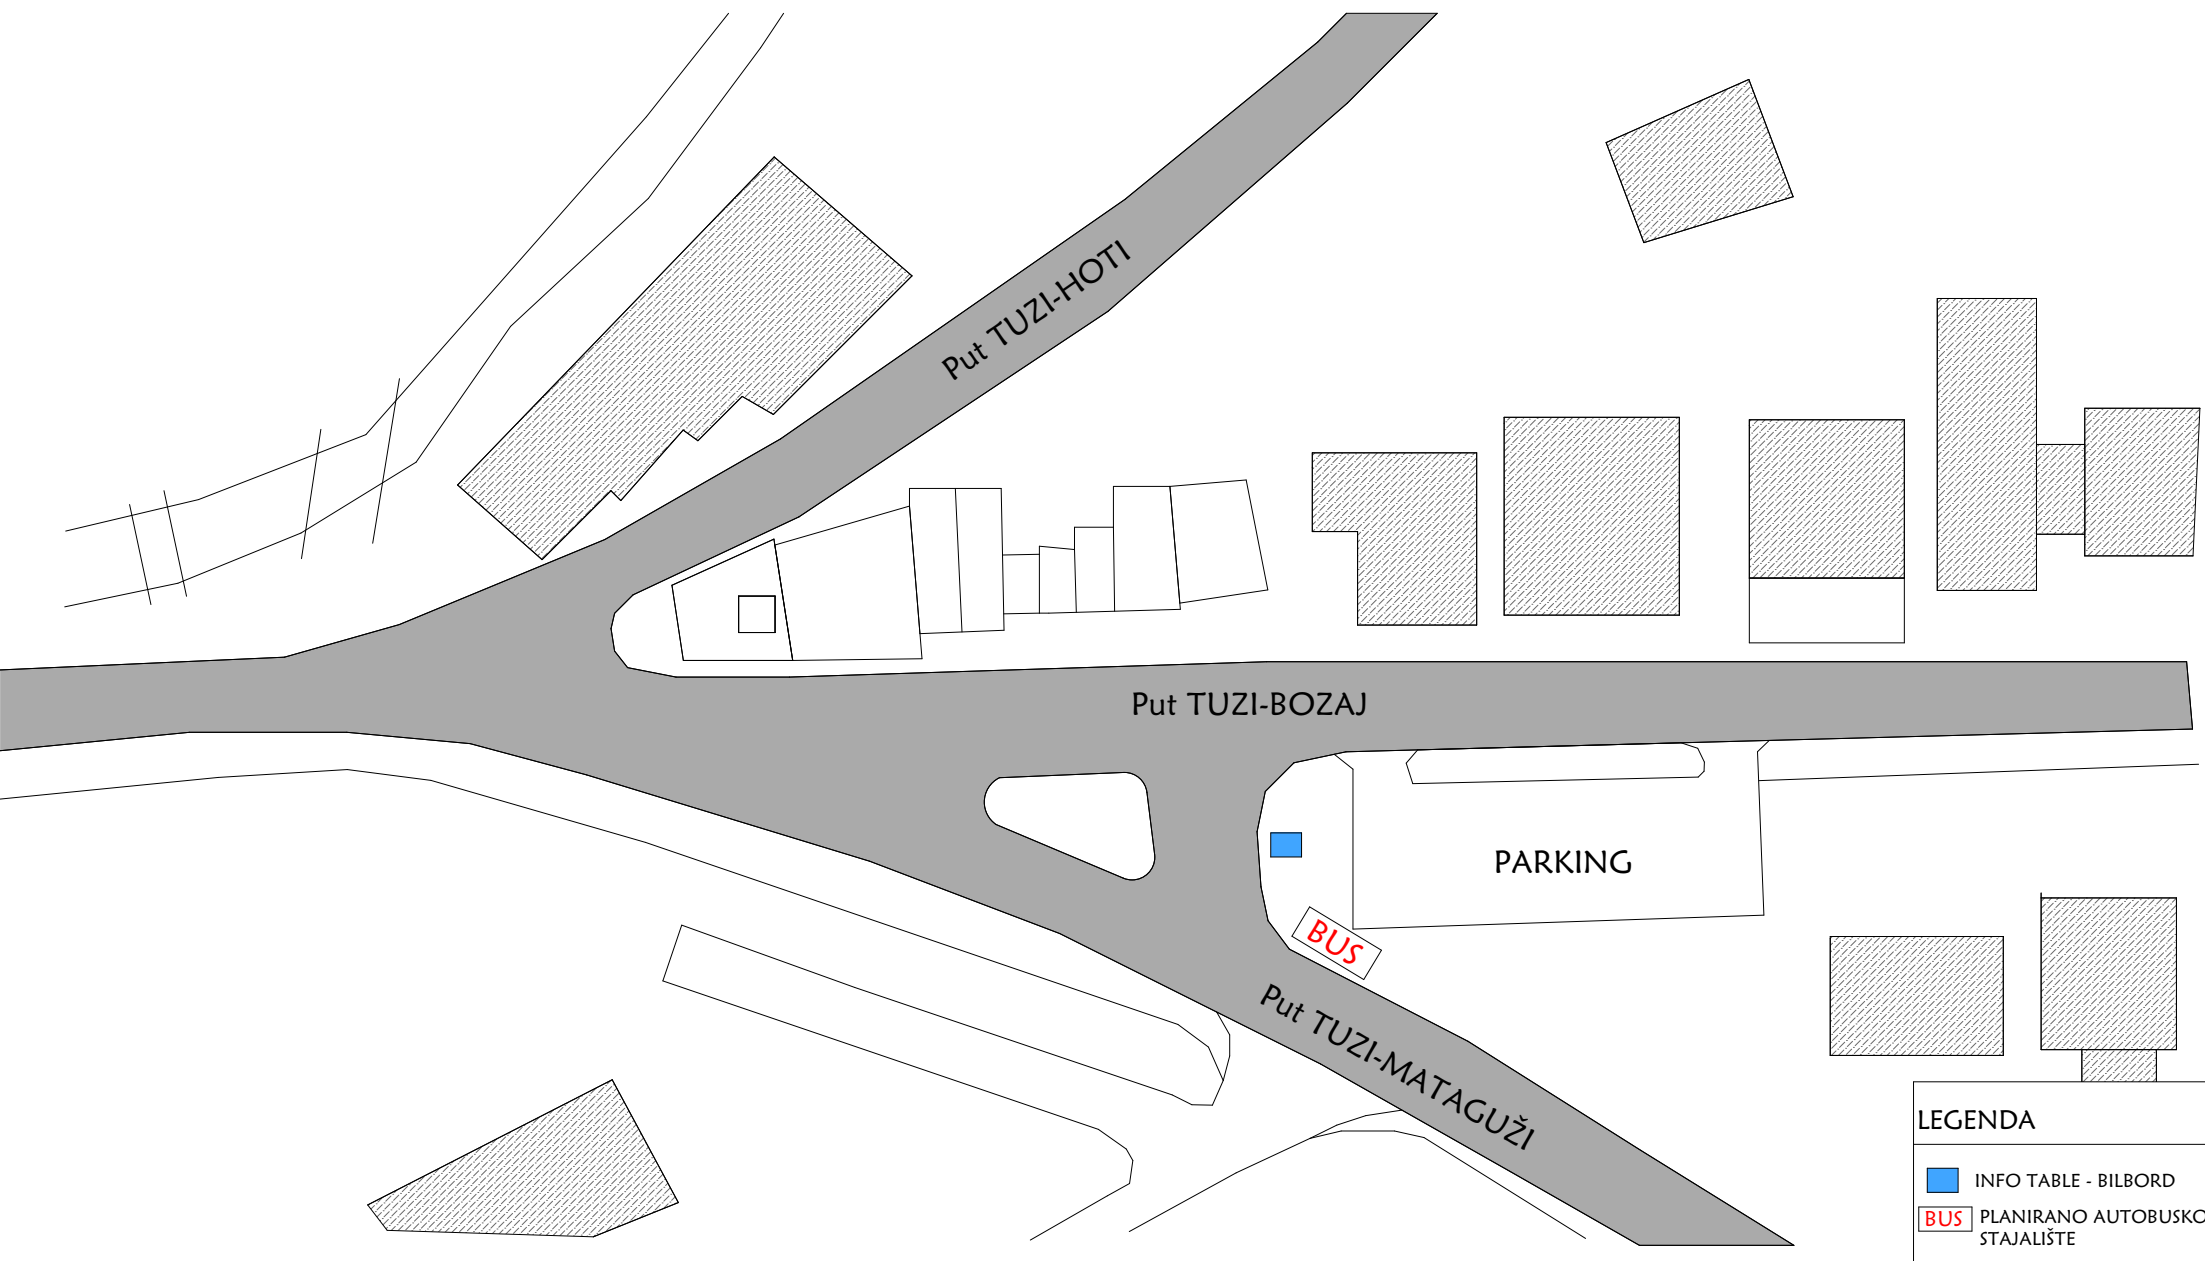 Put TUZI-HOTI
Put TUZI-BOZAJ
PARKING
BUS
Put TUZI-MATAGUŽI
LEGENDA
INFO TABLE - BILBORD
BUS PLANIRANO AUTOBUSKO
STAJALIŠTE